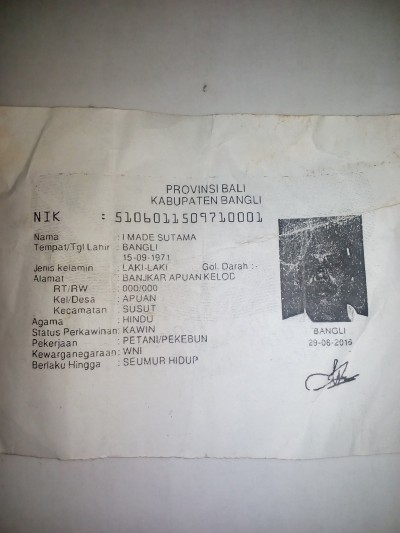 PROVINSI BALI
KABUPATEN BANGLI
NIK : 5106011509710001
Nama : I MADE SUTAMA
Tempat/Tgl Lahir : BANGLI
15-09-1971
Jenis kelamin : LAKI-LAKI Gol. Darah : -
Alamat : BANJKAR APUAN KELOD
RT/RW : 000/000
Kel/Desa : APUAN
Kecamatan : SUSUT
Agama : HINDU
Status Perkawinan: KAWIN
Pekerjaan : PETANI/PEKEBUN
Kewarganegaraan: WNI
Berlaku Hingga : SEUMUR HIDUP
BANGLI
29-06-2016